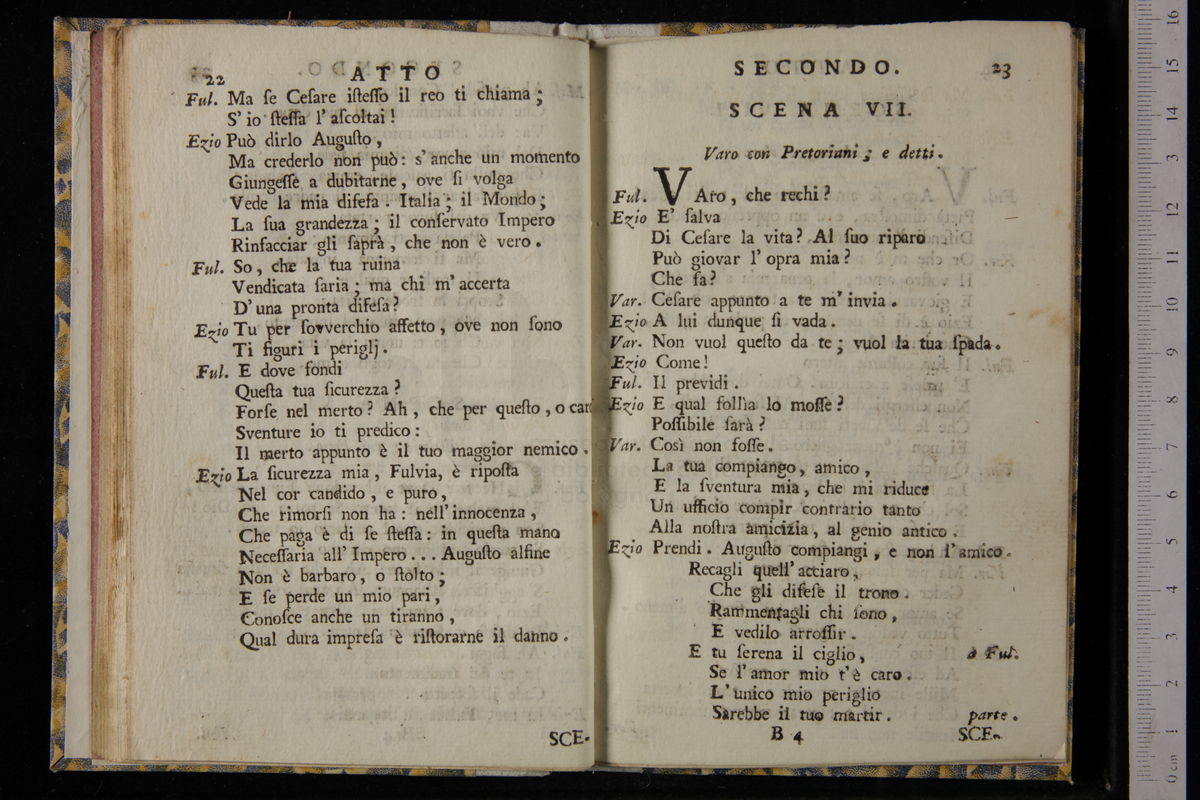 22 ATTO
Ful. Ma ſe Ceſare iſteſſo il reo ti chiama ;
S' io ſteſſa l' aſcoltai !
Ezio Può dirlo Auguſto ,
Ma crederlo non può : s' anche un momento
Giungeſſe a dubitarne , ove ſi volga
Vede la mia difeſa . Italia ; il Mondo ;
La ſua grandezza ; il conſervato Impero
Rinfacciar gli ſaprà , che non è vero .
Ful. So , che la tua ruina
Vendicata ſaria ; ma chi m' accerta
D' una pronta difeſa ?
Ezio Tu per ſovverchio affetto , ove non ſono
Ti figuri i periglj .
Ful. E dove fondi
Queſta tua ſicurezza ?
Forſe nel merto ? Ah , che per queſto , o car
Sventure io ti predico :
Il merto appunto è il tuo maggior nemico .
Ezio La ſicurezza mia , Fulvia , è ripoſta
Nel cor candido , e puro ,
Che rimorſi non ha : nell' innocenza ,
Che paga è di ſe ſteſſa : in queſta mano
Neceſſaria all' Impero . . . Auguſto alfine
Non è barbaro , o ſtolto ;
E ſe perde un mio pari ,
Conoſce anche un tiranno ,
Qual dura impreſa è riſtorarne il danno .
SCE-
SECONDO. 23
SCENA VII.
Varo con Pretoriani ; e detti .
Ful. VAro , che rechi ?
Ezio E' ſalva
Di Ceſare la vita ? Al ſuo riparo
Può giovar l' opra mia ?
Che fa ?
Var. Ceſare appunto a te m' invia .
Ezio A lui dunque ſi vada .
Var. Non vuol queſto da te ; vuol la tua ſpada .
Ezio Come !
Ful. Il previdi .
Ezio E qual follìa lo moſſe ?
Poſſibile ſarà ?
Var. Così non foſſe .
La tua compiango , amico ,
E la ſventura mia , che mi riduce
Un ufficio compir contrario tanto
Alla noſtra amicizia , al genio antico .
Ezio Prendi . Auguſto compiangi , e non l' amico .
Recagli quell' acciaro ,
Che gli difeſe il trono .
Rammentagli chi ſono ,
E vedilo arroſſir .
E tu ſerena il ciglio , a Ful.
Se l' amor mio t' è caro .
L' unico mio periglio
Sarebbe il tuo martir . parte .
B 4 SCE-